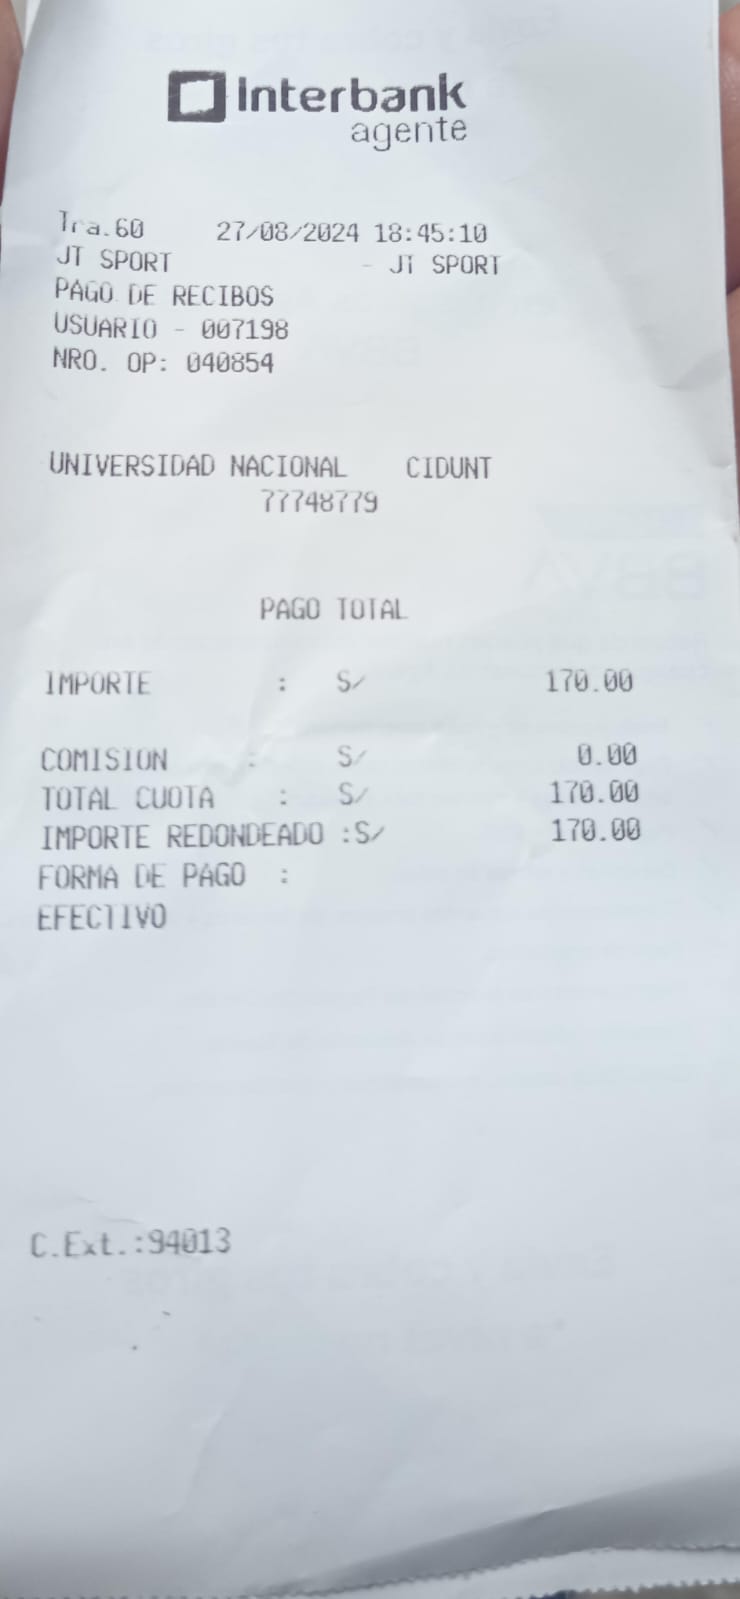 Interbank
agente
Tra.60 27/08/2024 18:45:10
JT SPORT - JT SPORT
PAGO DE RECIBOS
USUARIO - 007198
NRO. OP: 040854
UNIVERSIDAD NACIONAL CIDUNT
77748779
PAGO TOTAL
IMPORTE : S/ 170.00
COMISION : S/ 0.00
TOTAL CUOTA : S/ 170.00
IMPORTE REDONDEADO :S/ 170.00
FORMA DE PAGO :
EFECTIVO
C.Ext.:94013